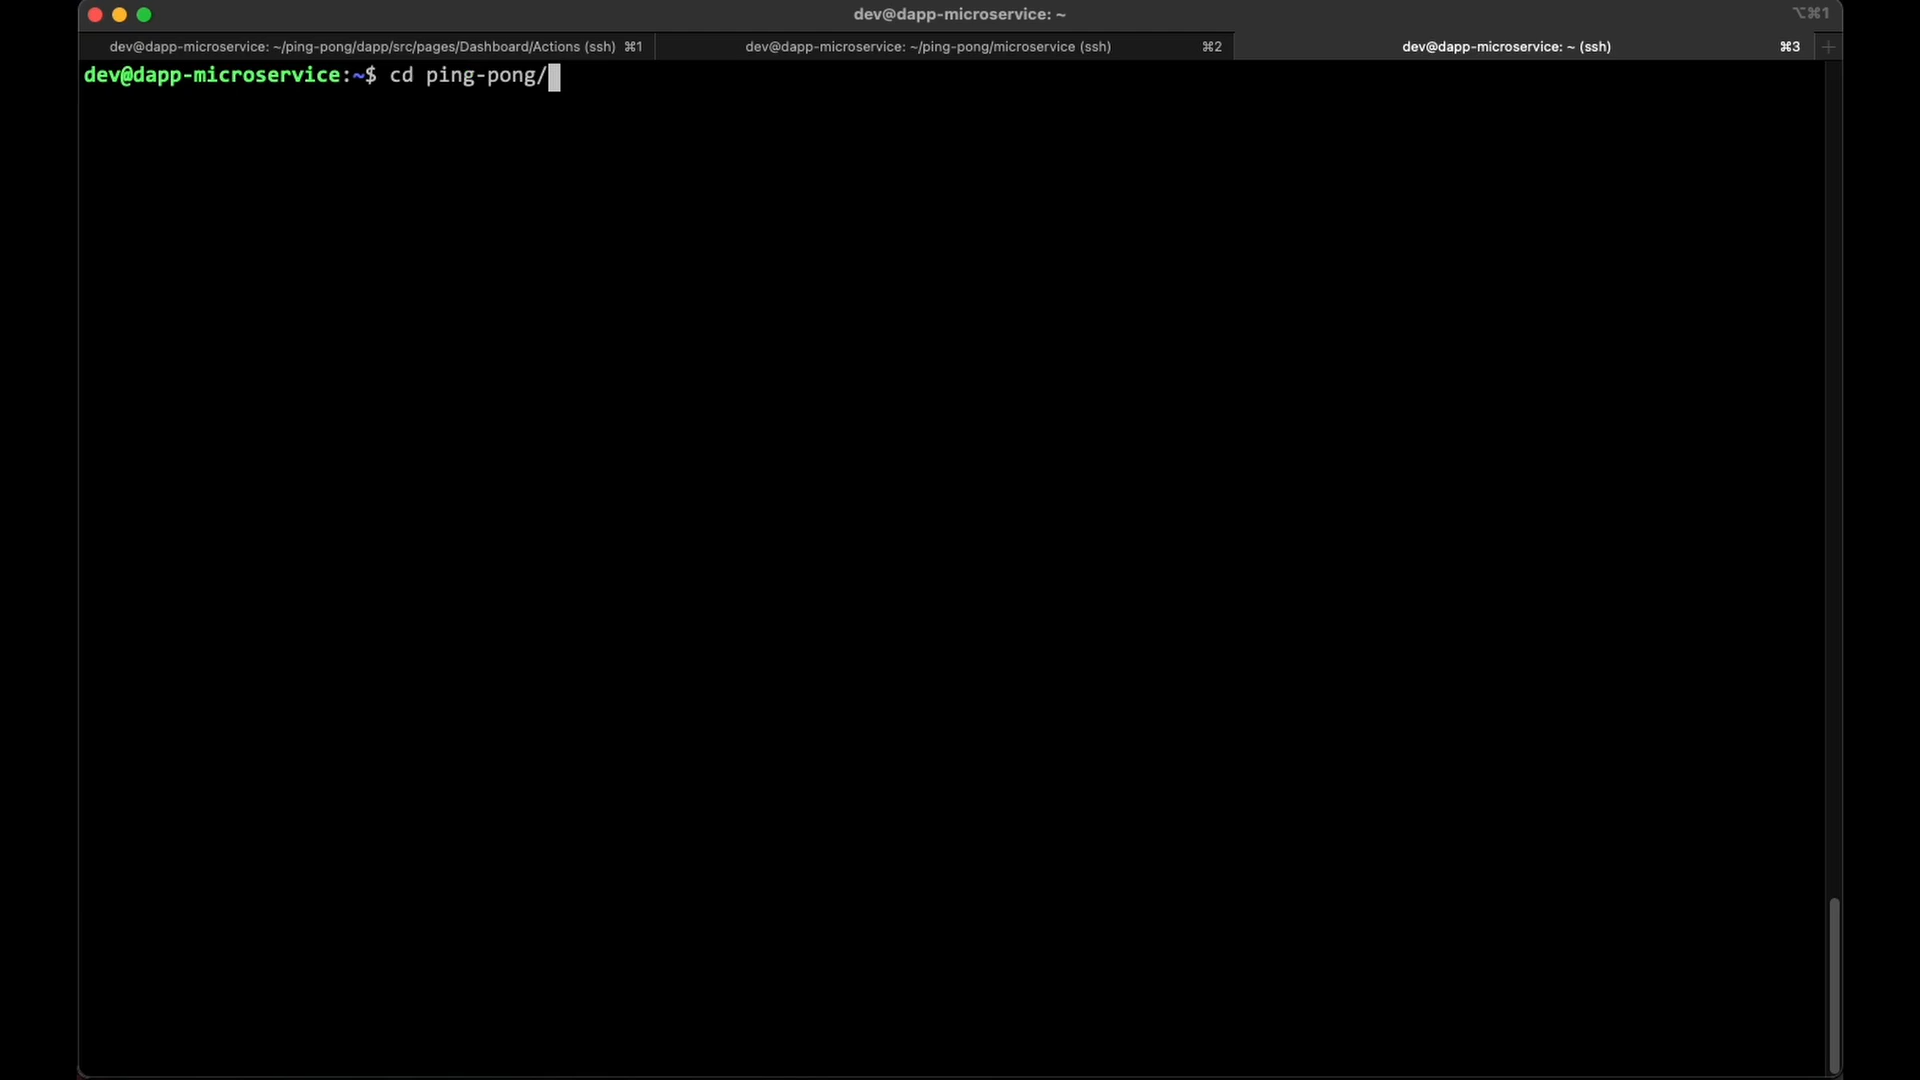 dev@dapp-microservice: ~
⌥⌘1
dev@dapp-microservice: ~/ping-pong/dapp/src/pages/Dashboard/Actions (ssh) ⌘1
dev@dapp-microservice: ~/ping-pong/microservice (ssh) ⌘2
dev@dapp-microservice: ~ (ssh) ⌘3
dev@dapp-microservice:~$ cd ping-pong/